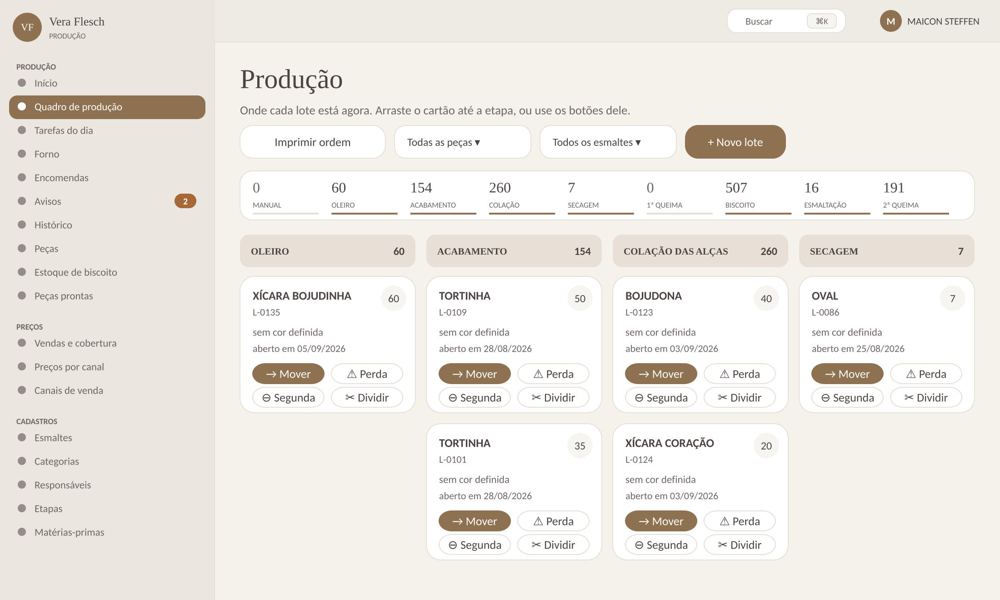 VF
Vera Flesch
PRODUÇÃO
Buscar
⌘K
M
MAICON STEFFEN
PRODUÇÃO
Início
Quadro de produção
Tarefas do dia
Forno
Encomendas
Avisos
2
Histórico
Peças
Estoque de biscoito
Peças prontas
PREÇOS
Vendas e cobertura
Preços por canal
Canais de venda
CADASTROS
Esmaltes
Categorias
Responsáveis
Etapas
Matérias-primas
Produção
Onde cada lote está agora. Arraste o cartão até a etapa, ou use os botões dele.
Imprimir ordem
Todas as peças ▾
Todos os esmaltes ▾
+ Novo lote
0
MANUAL
60
OLEIRO
154
ACABAMENTO
260
COLAÇÃO
7
SECAGEM
0
1ª QUEIMA
507
BISCOITO
16
ESMALTAÇÃO
191
2ª QUEIMA
OLEIRO 60
XÍCARA BOJUDINHA
60
L-0135
sem cor definida
aberto em 05/09/2026
→ Mover
⚠ Perda
⊖ Segunda
✂ Dividir
ACABAMENTO 154
TORTINHA
50
L-0109
sem cor definida
aberto em 28/08/2026
→ Mover
⚠ Perda
⊖ Segunda
✂ Dividir
TORTINHA
35
L-0101
sem cor definida
aberto em 28/08/2026
→ Mover
⚠ Perda
⊖ Segunda
✂ Dividir
COLAÇÃO DAS ALÇAS 260
BOJUDONA
40
L-0123
sem cor definida
aberto em 03/09/2026
→ Mover
⚠ Perda
⊖ Segunda
✂ Dividir
XÍCARA CORAÇÃO
20
L-0124
sem cor definida
aberto em 03/09/2026
→ Mover
⚠ Perda
⊖ Segunda
✂ Dividir
SECAGEM 7
OVAL
7
L-0086
sem cor definida
aberto em 25/08/2026
→ Mover
⚠ Perda
⊖ Segunda
✂ Dividir